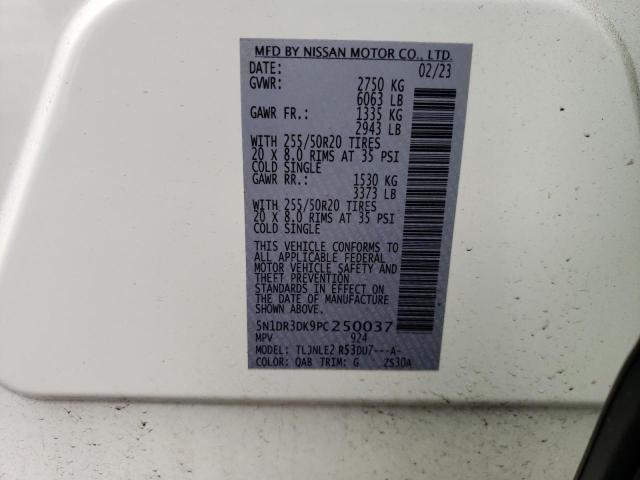 MFD BY NISSAN MOTOR CO., LTD.
DATE: 02/23
GVWR: 2750 KG
6063 LB
GAWR FR.: 1335 KG
2943 LB
WITH 255/50R20 TIRES
20 X 8.0 RIMS AT 35 PSI
COLD SINGLE
GAWR RR.: 1530 KG
3373 LB
WITH 255/50R20 TIRES
20 X 8.0 RIMS AT 35 PSI
COLD SINGLE
THIS VEHICLE CONFORMS TO
ALL APPLICABLE FEDERAL
MOTOR VEHICLE SAFETY AND
THEFT PREVENTION
STANDARDS IN EFFECT ON
THE DATE OF MANUFACTURE
SHOWN ABOVE.
5N1DR3DK9PC250037
MPV 924
MODEL: TLJNLE2 R53DU7---A-
COLOR: QAB TRIM: G ZS30A